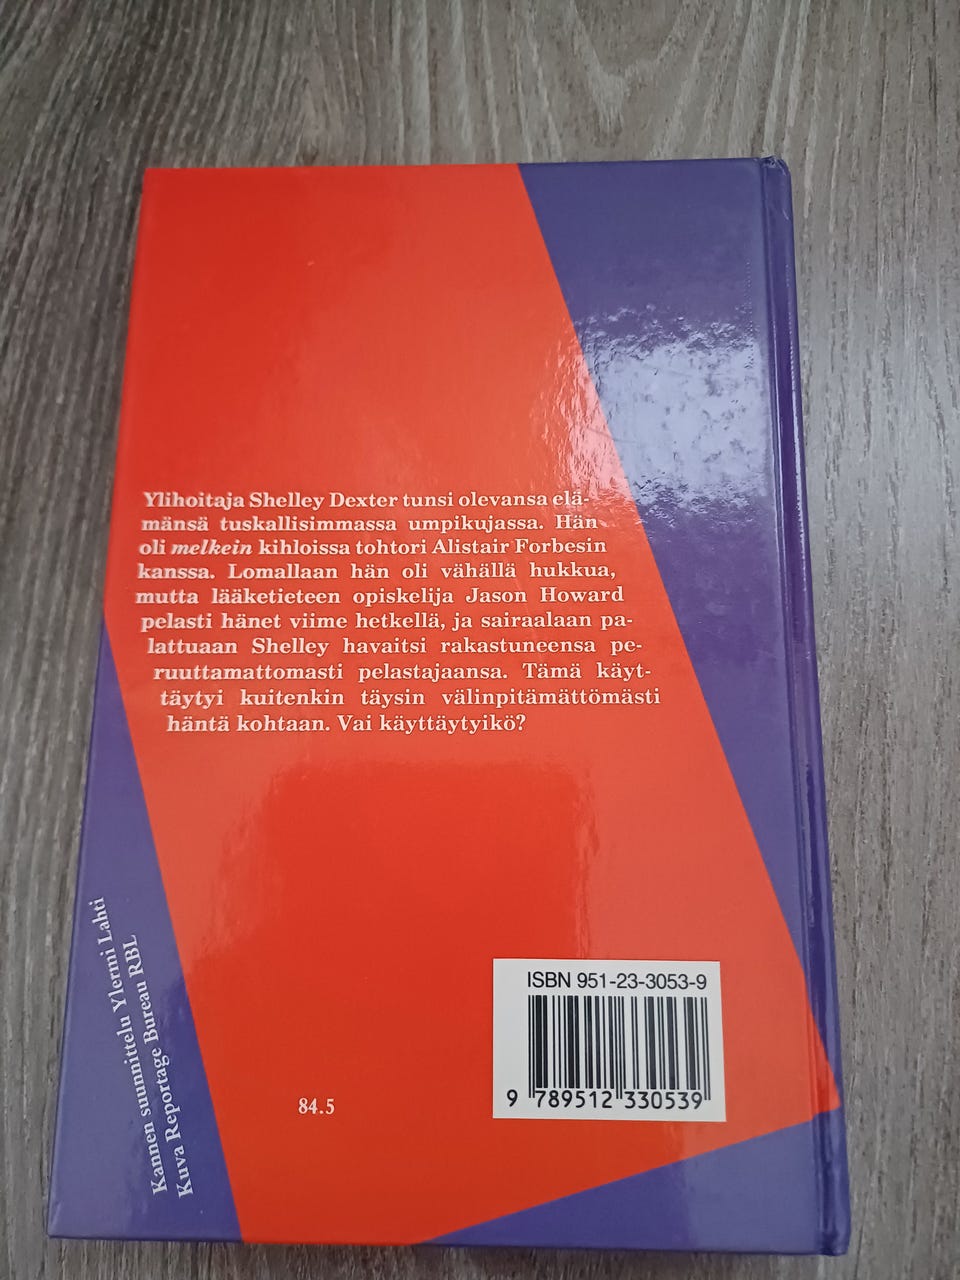 Ylihoitaja Shelley Dexter tunsi olevansa elä-
mänsä tuskallisimmassa umpikujassa. Hän
oli melkein kihloissa tohtori Alistair Forbesin
kanssa. Lomallaan hän oli vähällä hukkua,
mutta lääketieteen opiskelija Jason Howard
pelasti hänet viime hetkellä, ja sairaalaan pa-
lattuaan Shelley havaitsi rakastuneensa pe-
ruuttamattomasti pelastajaansa. Tämä käyt-
täytyi kuitenkin täysin välinpitämättömästi
häntä kohtaan. Vai käyttäytyikö?
Kannen suunnittelu Ylermi Lahti
Kuva Reportage Bureau RBL
84.5
ISBN 951-23-3053-9
9 789512 330539